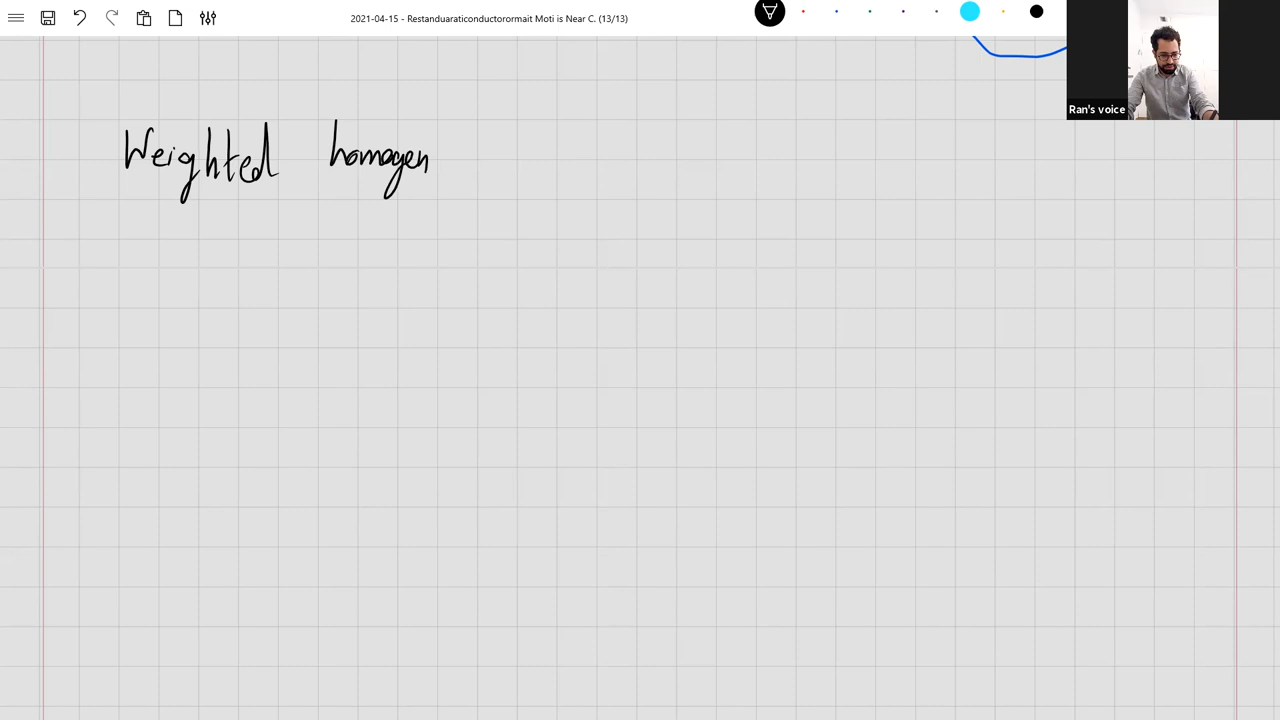 2021-04-15 - Restanduaraticonductorormait Moti is Near C. (13/13)
Ran's voice
Weighted homogen